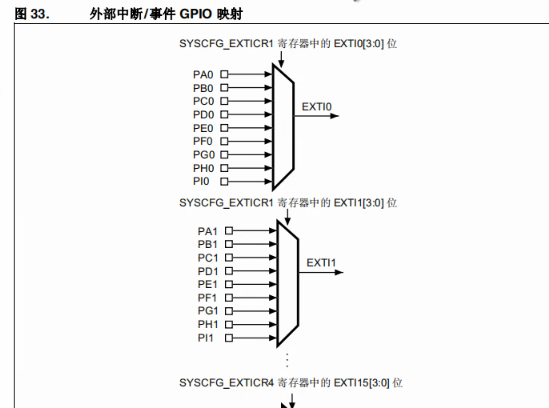 图 33. 外部中断/事件 GPIO 映射
SYSCFG_EXTICR1 寄存器中的 EXTI0[3:0] 位
PA0
PB0
PC0
PD0
PE0
PF0
PG0
PH0
PI0
EXTI0
SYSCFG_EXTICR1 寄存器中的 EXTI1[3:0] 位
PA1
PB1
PC1
PD1
PE1
PF1
PG1
PH1
PI1
EXTI1
SYSCFG_EXTICR4 寄存器中的 EXTI15[3:0] 位